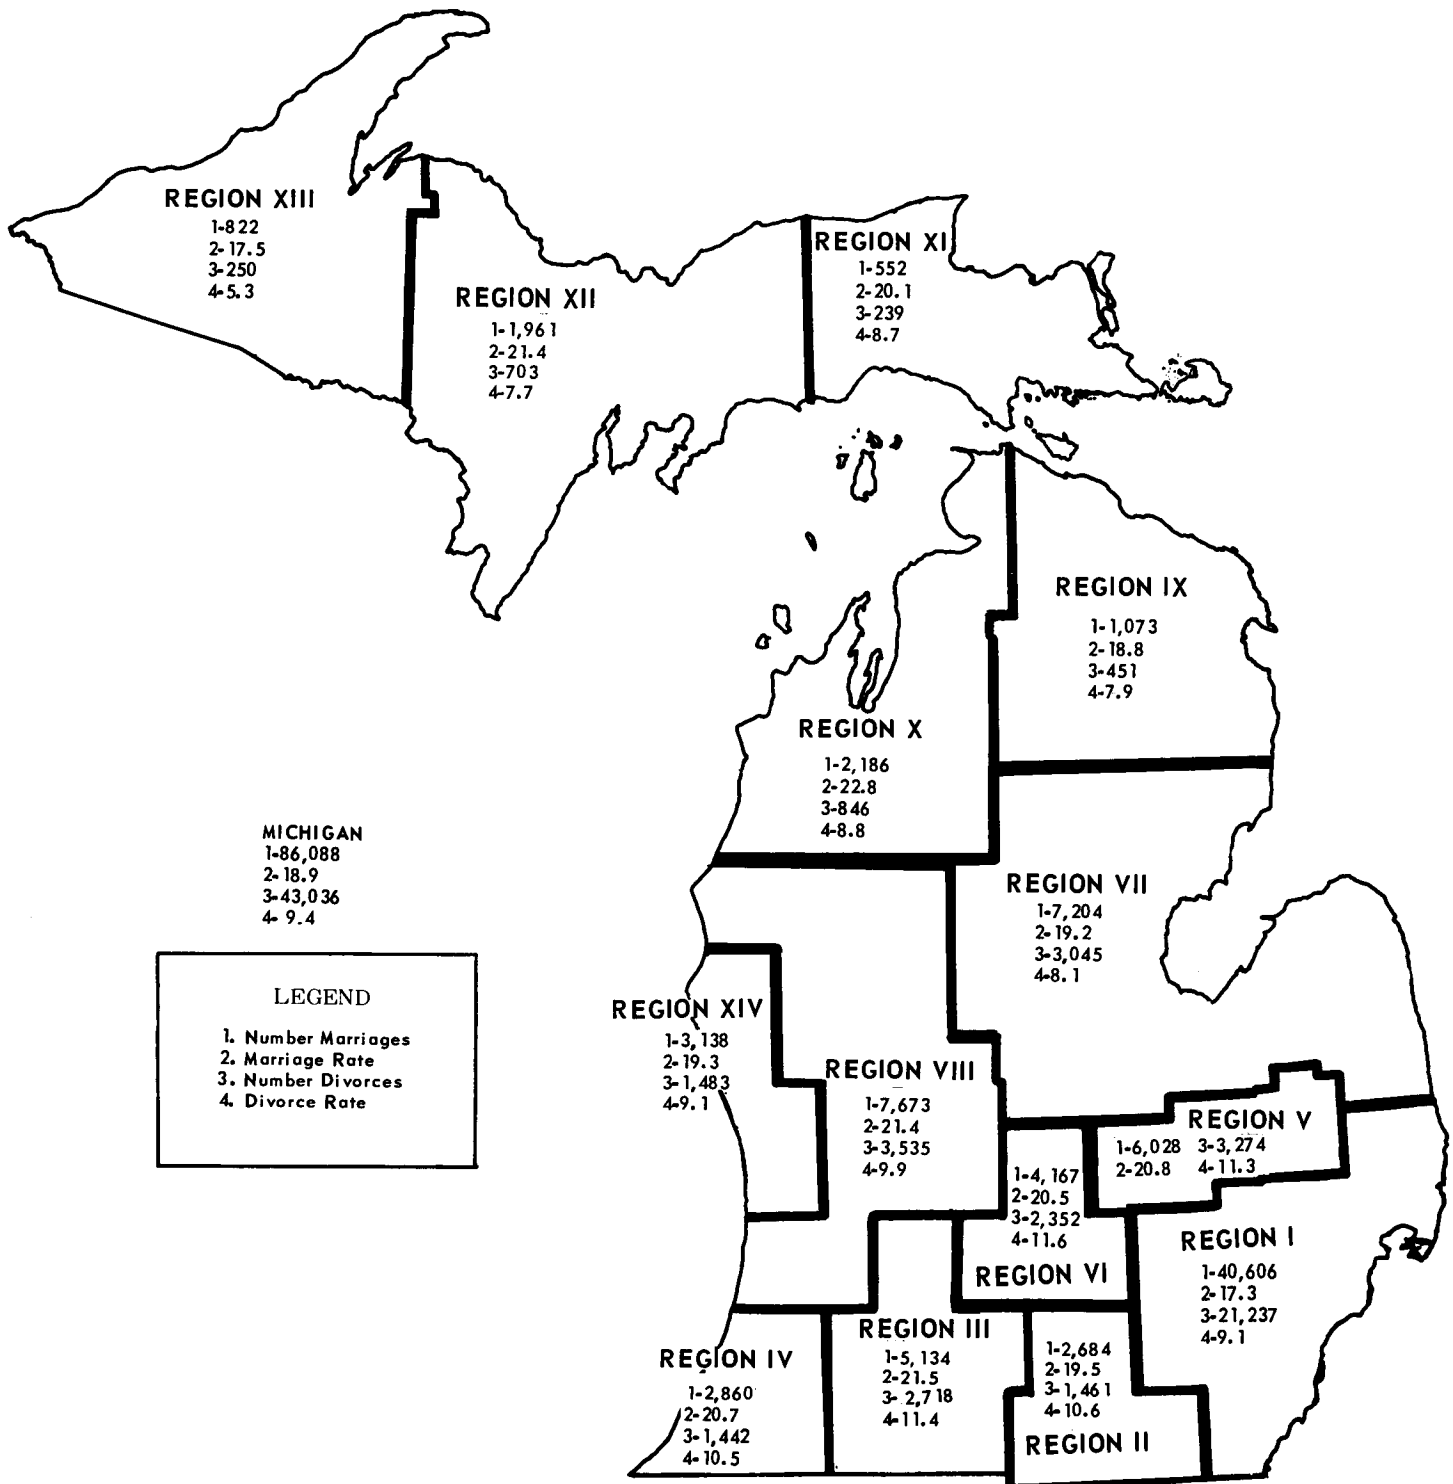 REGION XIII
1-822
2-17.5
3-250
4-5.3
REGION XII
1-1,961
2-21.4
3-703
4-7.7
REGION XI
1-552
2-20.1
3-239
4-8.7
REGION IX
1-1,073
2-18.8
3-451
4-7.9
REGION X
1-2,186
2-22.8
3-846
4-8.8
MICHIGAN
1-86,088
2-18.9
3-43,036
4- 9.4
LEGEND
1. Number Marriages
2. Marriage Rate
3. Number Divorces
4. Divorce Rate
REGION VII
1-7,204
2-19.2
3-3,045
4-8.1
REGION XIV
1-3,138
2-19.3
3-1,483
4-9.1
REGION VIII
1-7,673
2-21.4
3-3,535
4-9.9
REGION V
1-6,028 3-3,274
2-20.8 4-11.3
1-4,167
2-20.5
3-2,352
4-11.6
REGION VI
REGION I
1-40,606
2-17.3
3-21,237
4-9.1
REGION IV
1-2,860
2-20.7
3-1,442
4-10.5
REGION III
1-5,134
2-21.5
3-2,718
4-11.4
1-2,684
2-19.5
3-1,461
4-10.6
REGION II